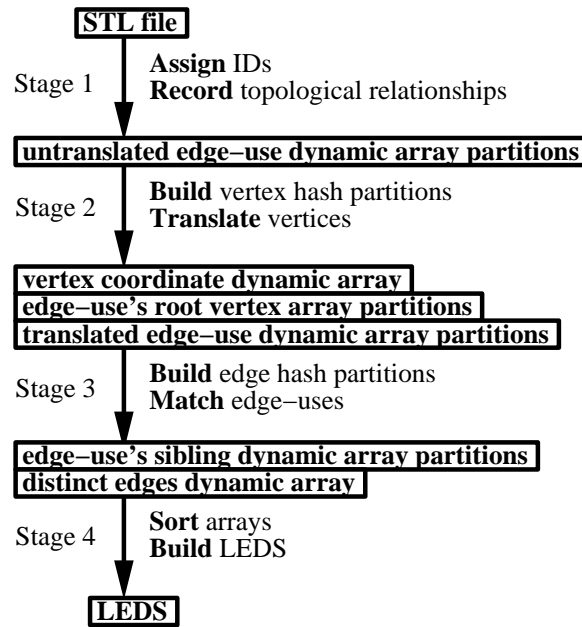 STL file
Stage 1
Assign IDs
Record topological relationships
untranslated edge−use dynamic array partitions
Stage 2
Build vertex hash partitions
Translate vertices
vertex coordinate dynamic array
edge−use's root vertex array partitions
translated edge−use dynamic array partitions
Stage 3
Build edge hash partitions
Match edge−uses
edge−use's sibling dynamic array partitions
distinct edges dynamic array
Stage 4
Sort arrays
Build LEDS
LEDS